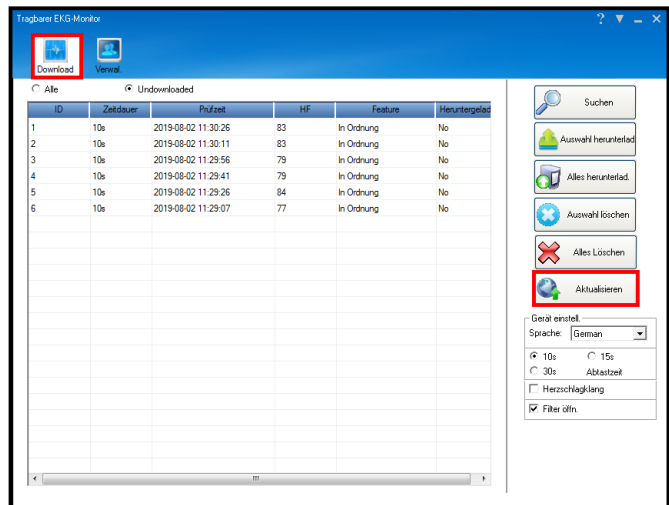 Tragbarer EKG-Monitor
Download Verwal.
Alle Undownloaded
ID Zeitdauer Prüfzeit HF Feature Heruntergelad
1 10s 2019-08-02 11:30:26 83 In Ordnung No
2 10s 2019-08-02 11:30:11 83 In Ordnung No
3 10s 2019-08-02 11:29:56 79 In Ordnung No
4 10s 2019-08-02 11:29:41 79 In Ordnung No
5 10s 2019-08-02 11:29:26 84 In Ordnung No
6 10s 2019-08-02 11:29:07 77 In Ordnung No
Suchen
Auswahl herunterlad
Alles herunterlad.
Auswahl löschen
Alles Löschen
Aktualisieren
Gerät einstell.
Sprache: German
10s 15s
30s Abtastzeit
Herzschlagklang
Filter öffn.